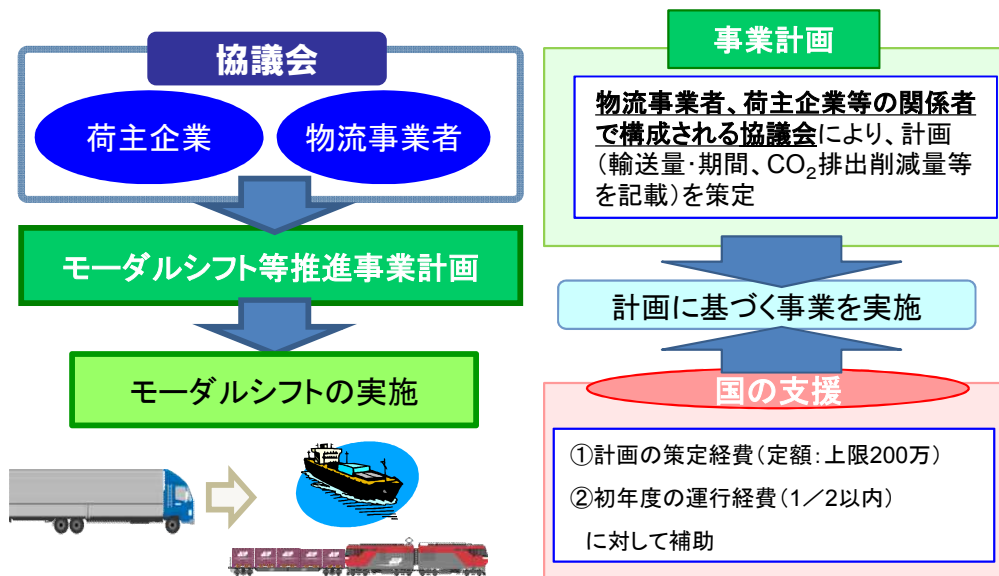 協議会
荷主企業
物流事業者
モーダルシフト等推進事業計画
モーダルシフトの実施
事業計画
物流事業者、荷主企業等の関係者
で構成される協議会により、計画
（輸送量･期間、CO₂排出削減量等
を記載）を策定
計画に基づく事業を実施
国の支援
①計画の策定経費（定額：上限200万）
②初年度の運行経費（1／2以内）
に対して補助